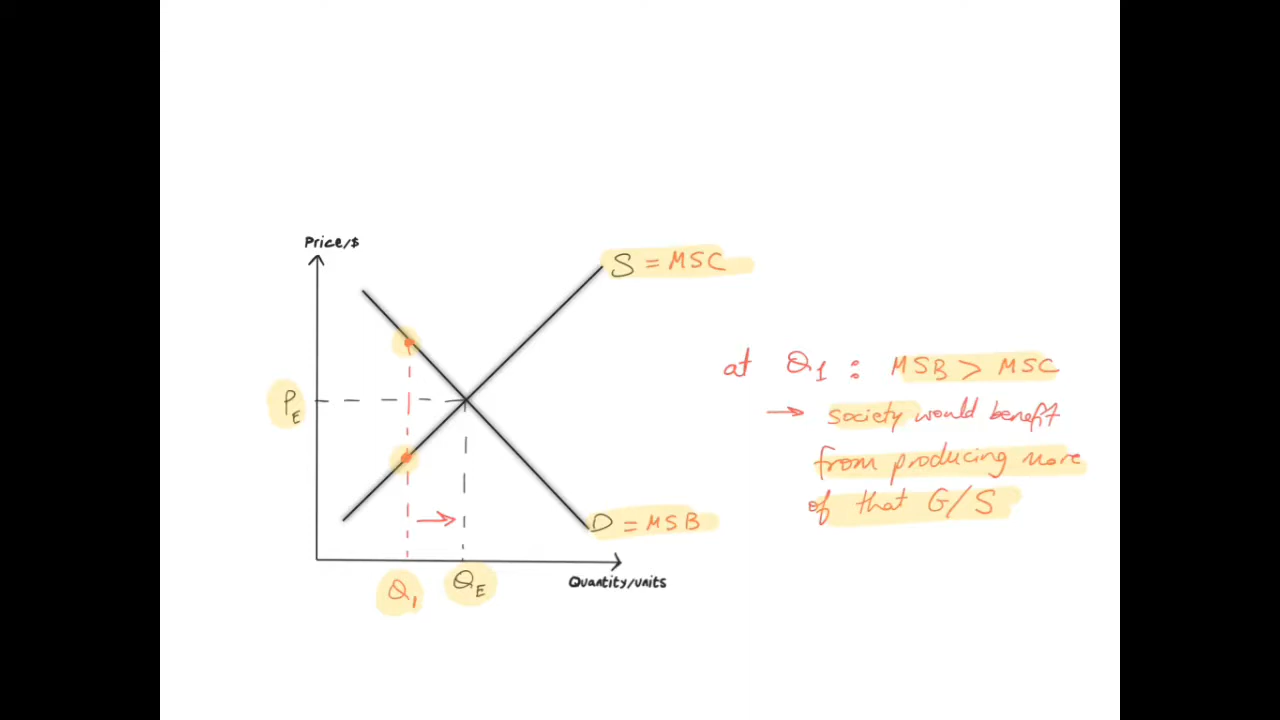 Price/$
S = MSC
at Q1 : MSB > MSC
PE
→ society would benefit
from producing more
of that G/S
D = MSB
Q1
QE
Quantity/units